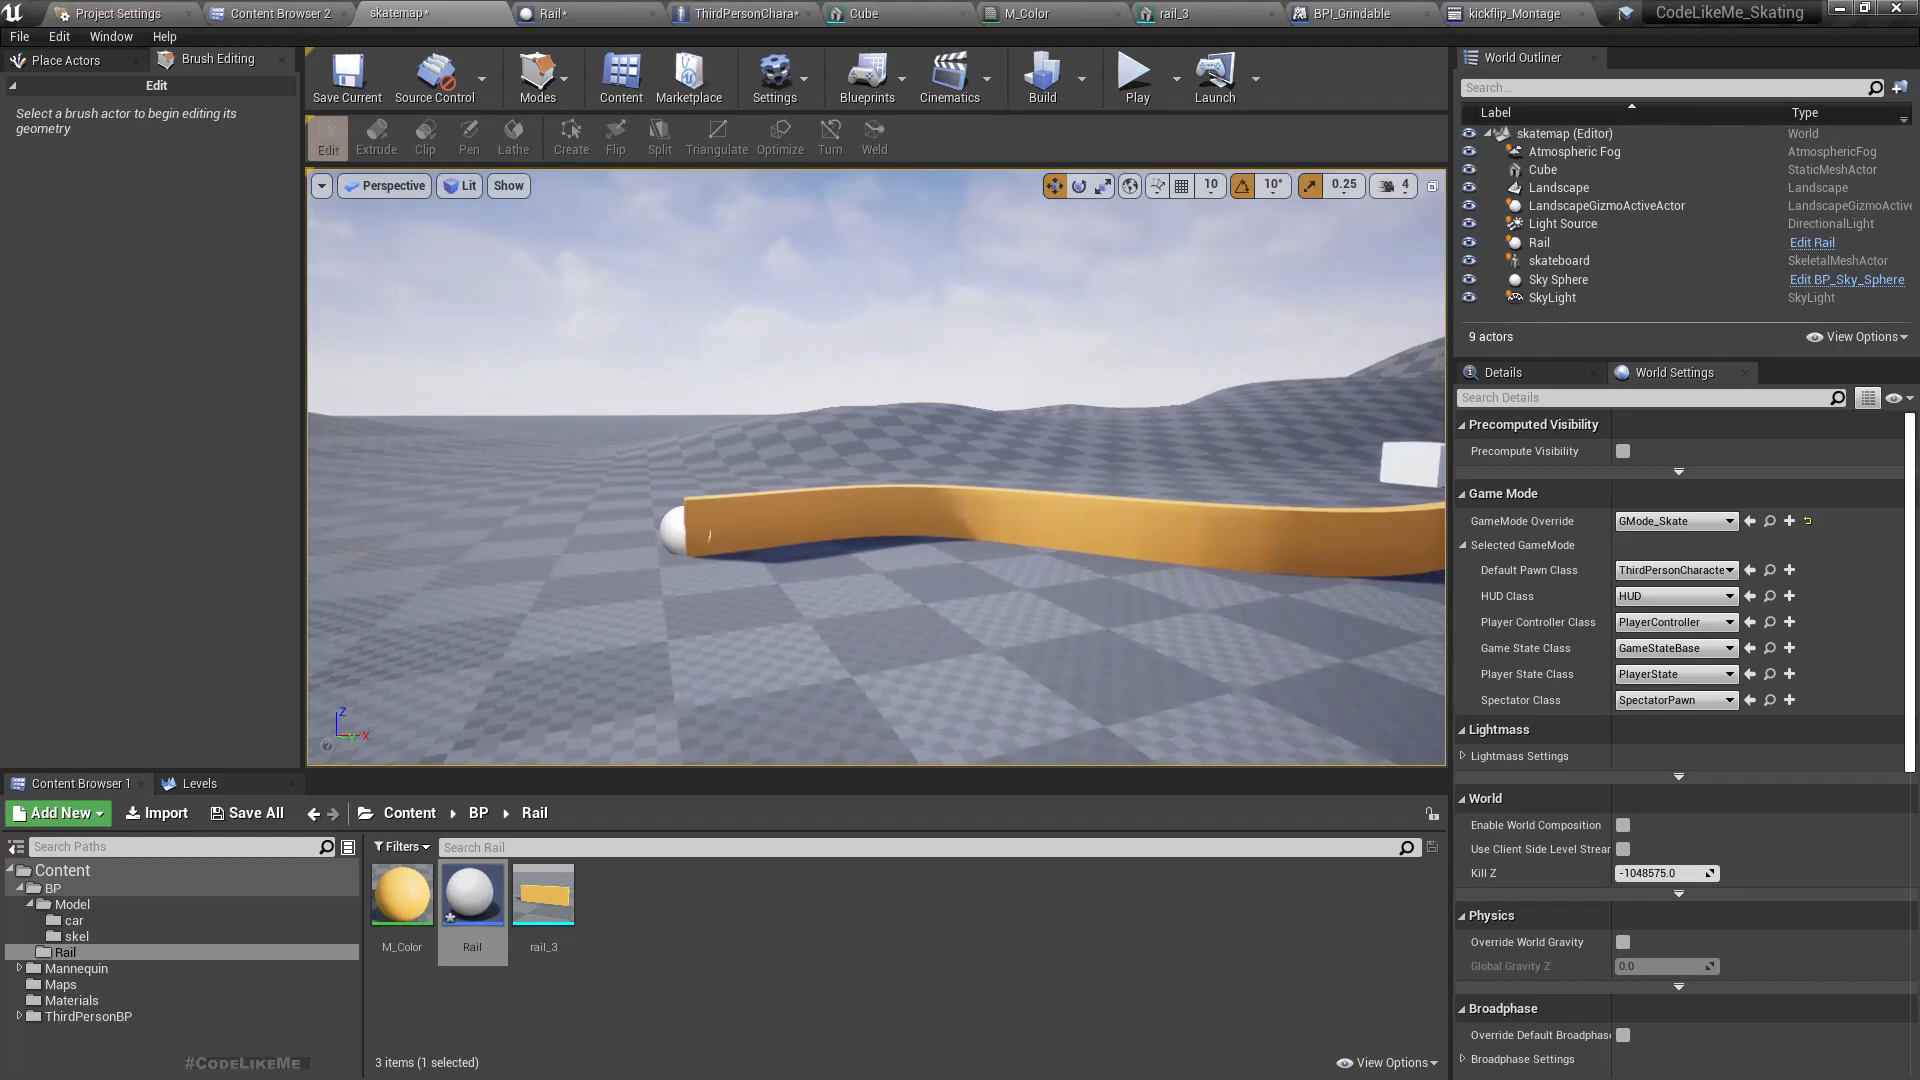 Project Settings
Content Browser 2
skatemap*
Rail*
ThirdPersonChara*
Cube
M_Color
rail_3
BPI_Grindable
kickflip_Montage
CodeLikeMe_Skating
File
Edit
Window
Help
Place Actors
Brush Editing
Edit
Select a brush actor to begin editing its
geometry
Save Current
Source Control
Modes
Content
Marketplace
Settings
Blueprints
Cinematics
Build
Play
Launch
Edit
Extrude
Clip
Pen
Lathe
Create
Flip
Split
Triangulate
Optimize
Turn
Weld
Perspective
Lit
Show
10
10°
0.25
4
Z
Y
X
World Outliner
Search...
Label
Type
skatemap (Editor)
World
Atmospheric Fog
AtmosphericFog
Cube
StaticMeshActor
Landscape
Landscape
LandscapeGizmoActiveActor
LandscapeGizmoActive
Light Source
DirectionalLight
Rail
Edit Rail
skateboard
SkeletalMeshActor
Sky Sphere
Edit BP_Sky_Sphere
SkyLight
SkyLight
9 actors
View Options
Details
World Settings
Search Details
Precomputed Visibility
Precompute Visibility
Game Mode
GameMode Override
GMode_Skate
Selected GameMode
Default Pawn Class
ThirdPersonCharacte
HUD Class
HUD
Player Controller Class
PlayerController
Game State Class
GameStateBase
Player State Class
PlayerState
Spectator Class
SpectatorPawn
Lightmass
Lightmass Settings
World
Enable World Composition
Use Client Side Level Strear
Kill Z
-1048575.0
Physics
Override World Gravity
Global Gravity Z
0.0
Broadphase
Override Default Broadphas
Broadphase Settings
Content Browser 1
Levels
Add New
Import
Save All
Content
BP
Rail
Search Paths
Filters
Search Rail
Content
BP
Model
car
skel
Rail
Mannequin
Maps
Materials
ThirdPersonBP
M_Color
Rail
rail_3
#CodeLikeMe
3 items (1 selected)
View Options